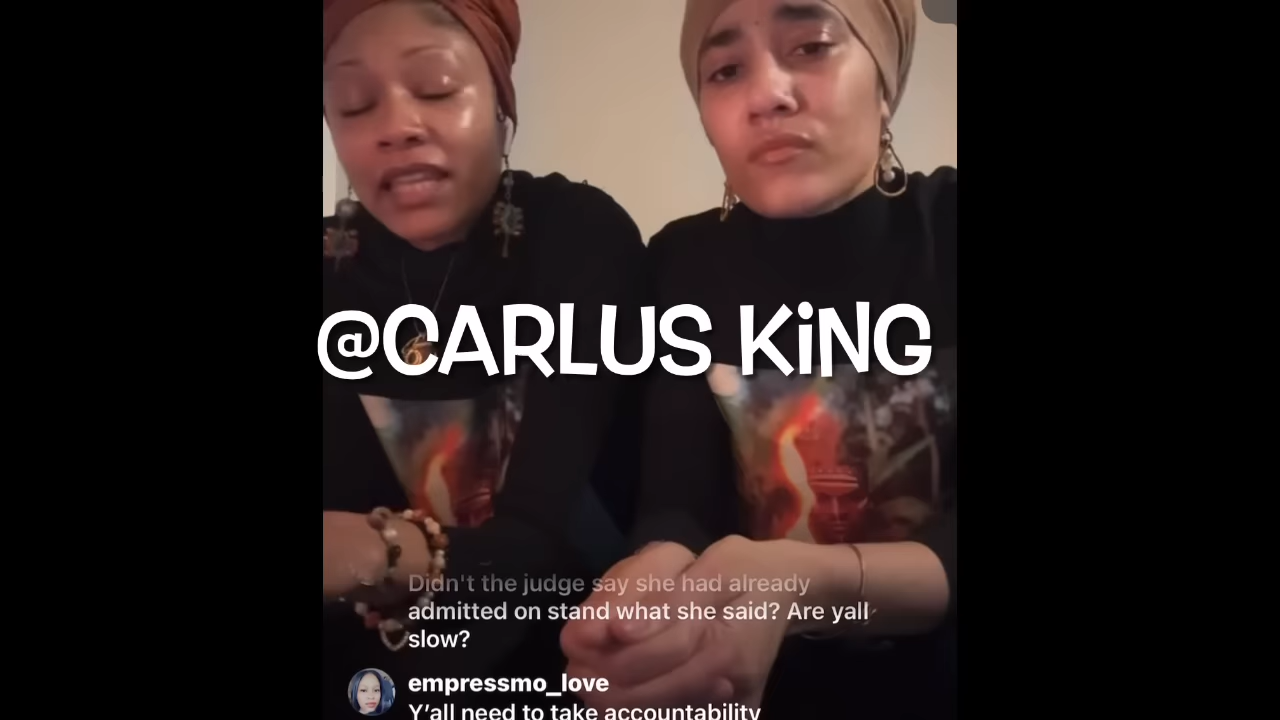 @CARLUS KiNG
Didn't the judge say she had already
admitted on stand what she said? Are yall
slow?
empressmo_love
Y'all need to take accountability